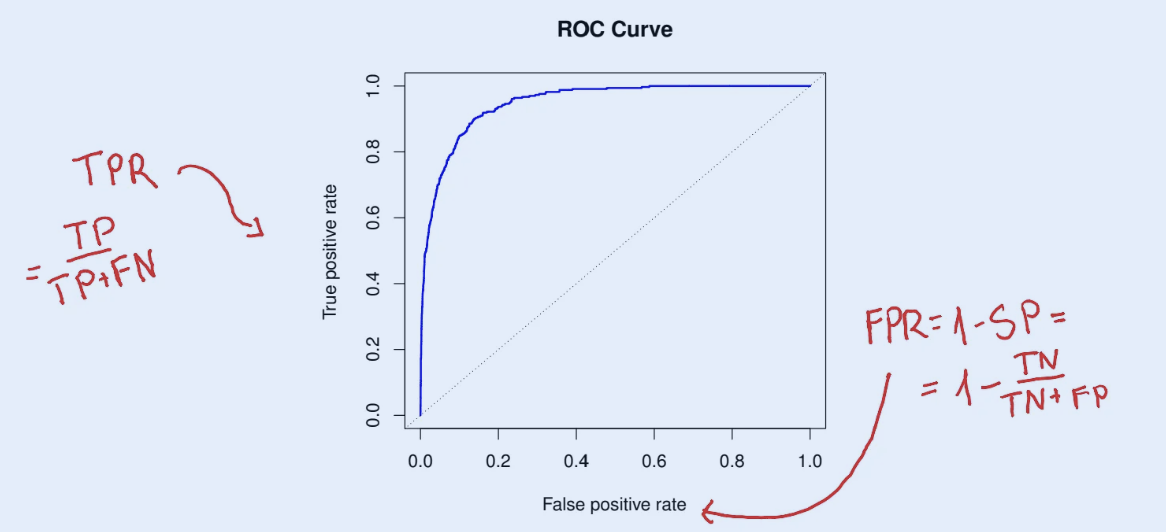 ROC Curve
TPR
TP
= TP+FN
True positive rate
1.0
0.8
0.6
0.4
0.2
0.0
0.0 0.2 0.4 0.6 0.8 1.0
False positive rate
FPR=1-SP=
= 1- TN
TN+FP